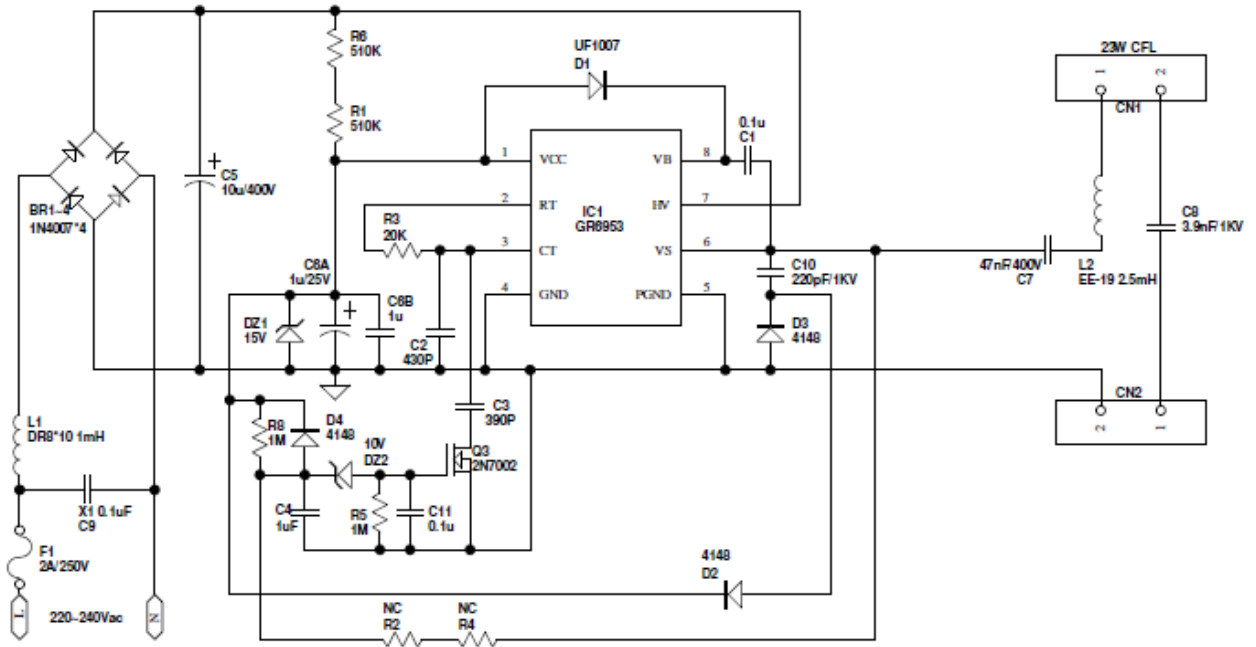 R6
510K
UF1007
D1
23W CFL
1
2
CN1
R1
510K
0.1u
C1
1
VCC
VB
8
C5
10u/400V
2
RT
IC1
GR6953
HV
7
R3
20K
C8
3.9nF/1KV
BR1~4
1N4007*4
3
CT
VS
6
C6A
1u/25V
C10
220pF/1KV
47nF/400V
C7
L2
EE-19 2.5mH
4
GND
PGND
5
C6B
1u
DZ1
15V
C2
430P
D3
4148
CN2
2
1
L1
DR8*10 1mH
R8
1M
D4
4148
C3
390P
10V
DZ2
Q3
2N7002
X1 0.1uF
C9
C4
1uF
R5
1M
C11
0.1u
F1
2A/250V
4148
D2
L
220~240Vac
N
NC
R2
NC
R4